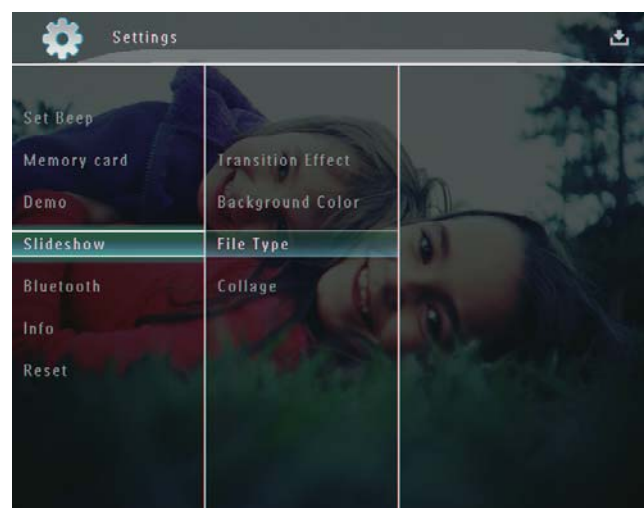 Settings
Set Beep
Memory card
Demo
Slideshow
Bluetooth
Info
Reset
Transition Effect
Background Color
File Type
Collage